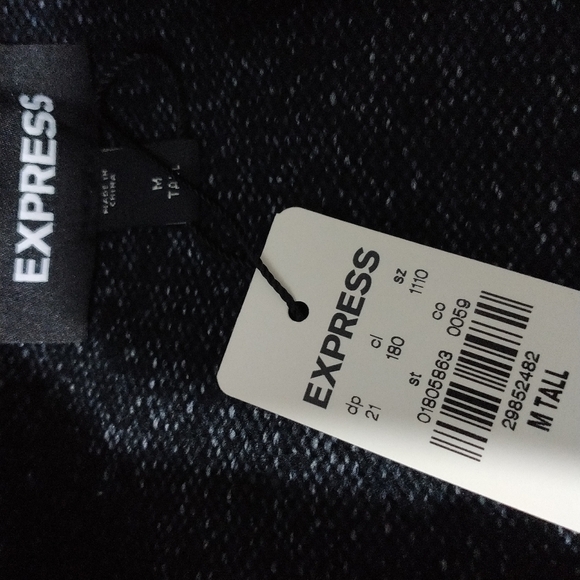 EXPRESS
MADE IN
CHINA
M
TALL
EXPRESS
dp cl sz
21 180 1110
st co
01805863 0059
29852482
M TALL